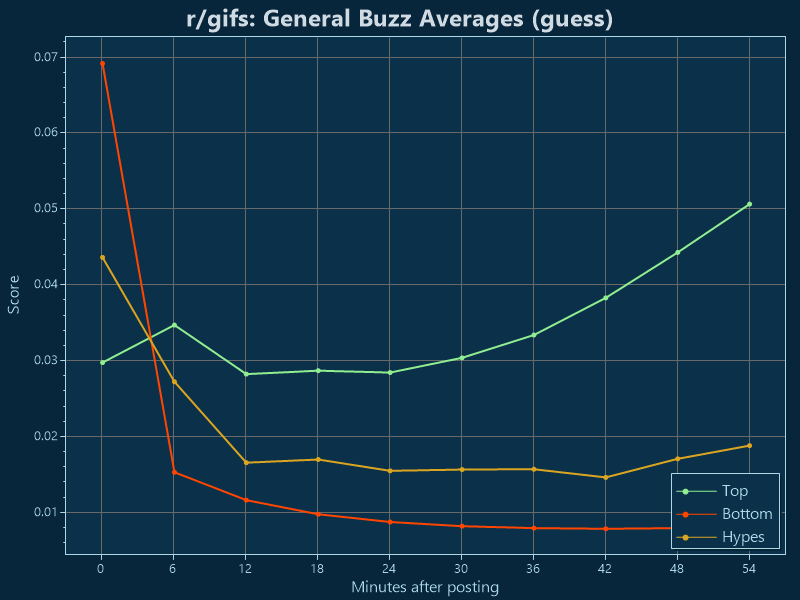 r/gifs: General Buzz Averages (guess)
0.07
0.06
0.05
0.04
0.03
0.02
0.01
Score
0 6 12 18 24 30 36 42 48 54
Minutes after posting
Top
Bottom
Hypes